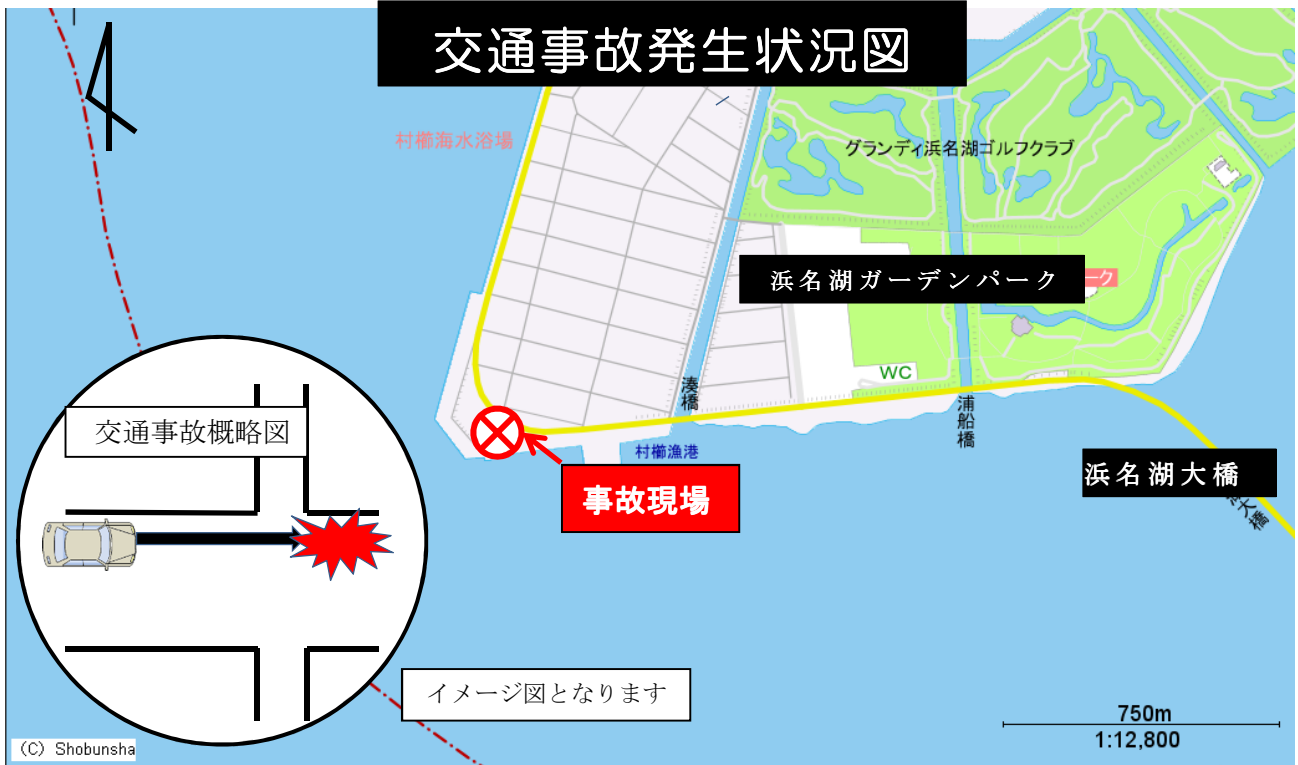 交通事故発生状況図
村櫛海水浴場
グランディ浜名湖ゴルフクラブ
浜名湖ガーデンパーク
ーク
WC
湊橋
浦船橋
交通事故概略図
村櫛漁港
浜名湖大橋
大橋
事故現場
イメージ図となります
750m
1:12,800
(C) Shobunsha